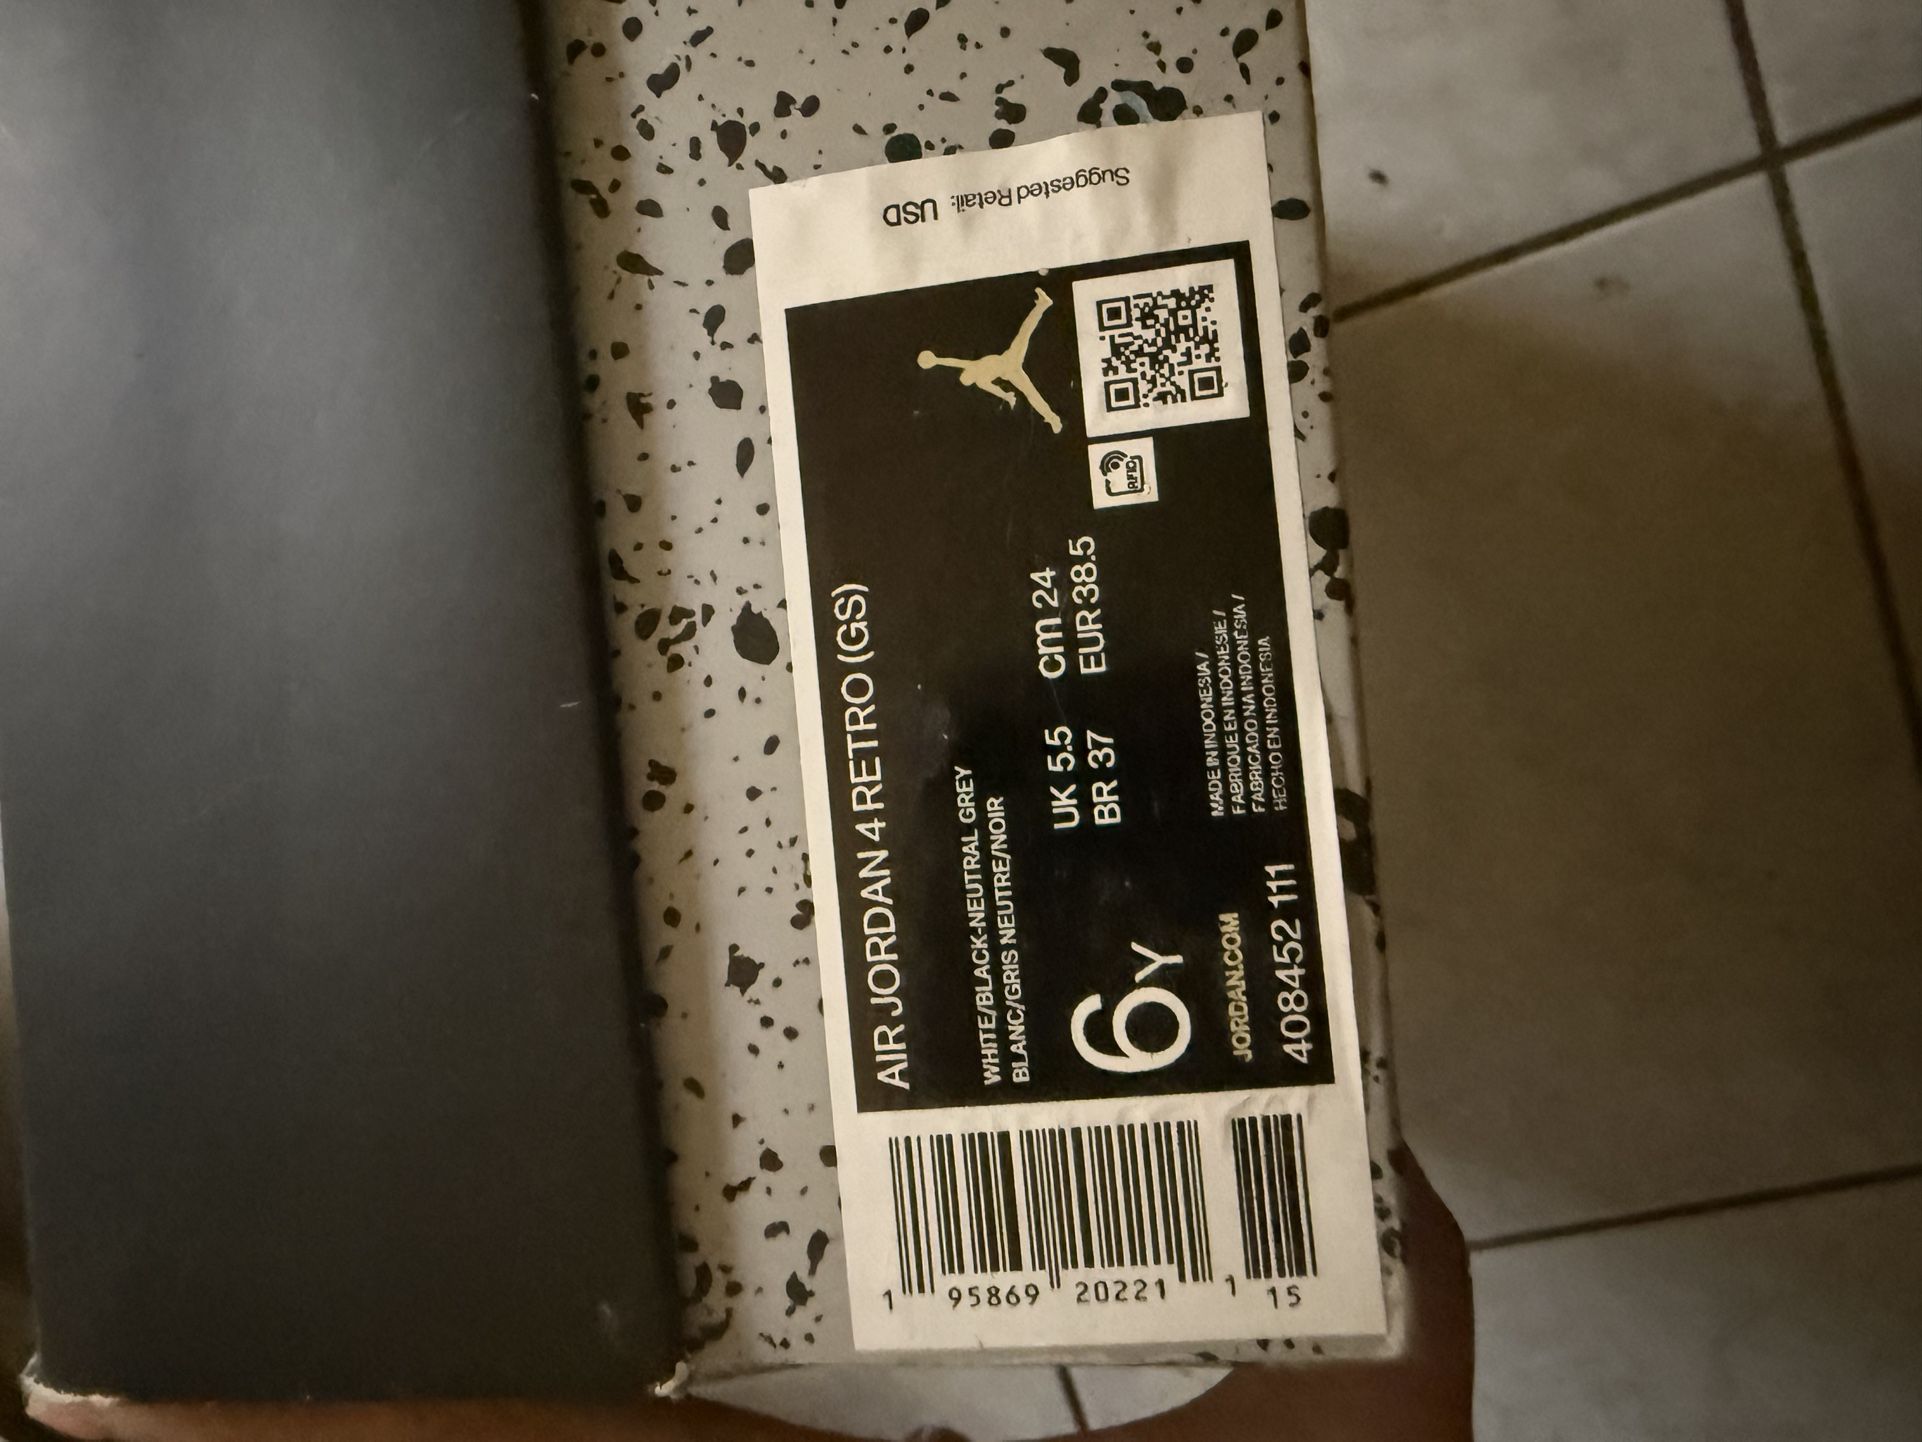 Suggested Retail: USD
AIR JORDAN 4 RETRO (GS)
WHITE/BLACK-NEUTRAL GREY
BLANC/GRIS NEUTRE/NOIR
6Y
UK 5.5 cm 24
BR 37 EUR 38.5
RFID
MADE IN INDONESIA /
FABRIQUE EN INDONESIE /
FABRICADO NA INDONÉSIA /
HECHO EN INDONESIA
JORDAN.COM
408452 111
1 95869 20221 1 15